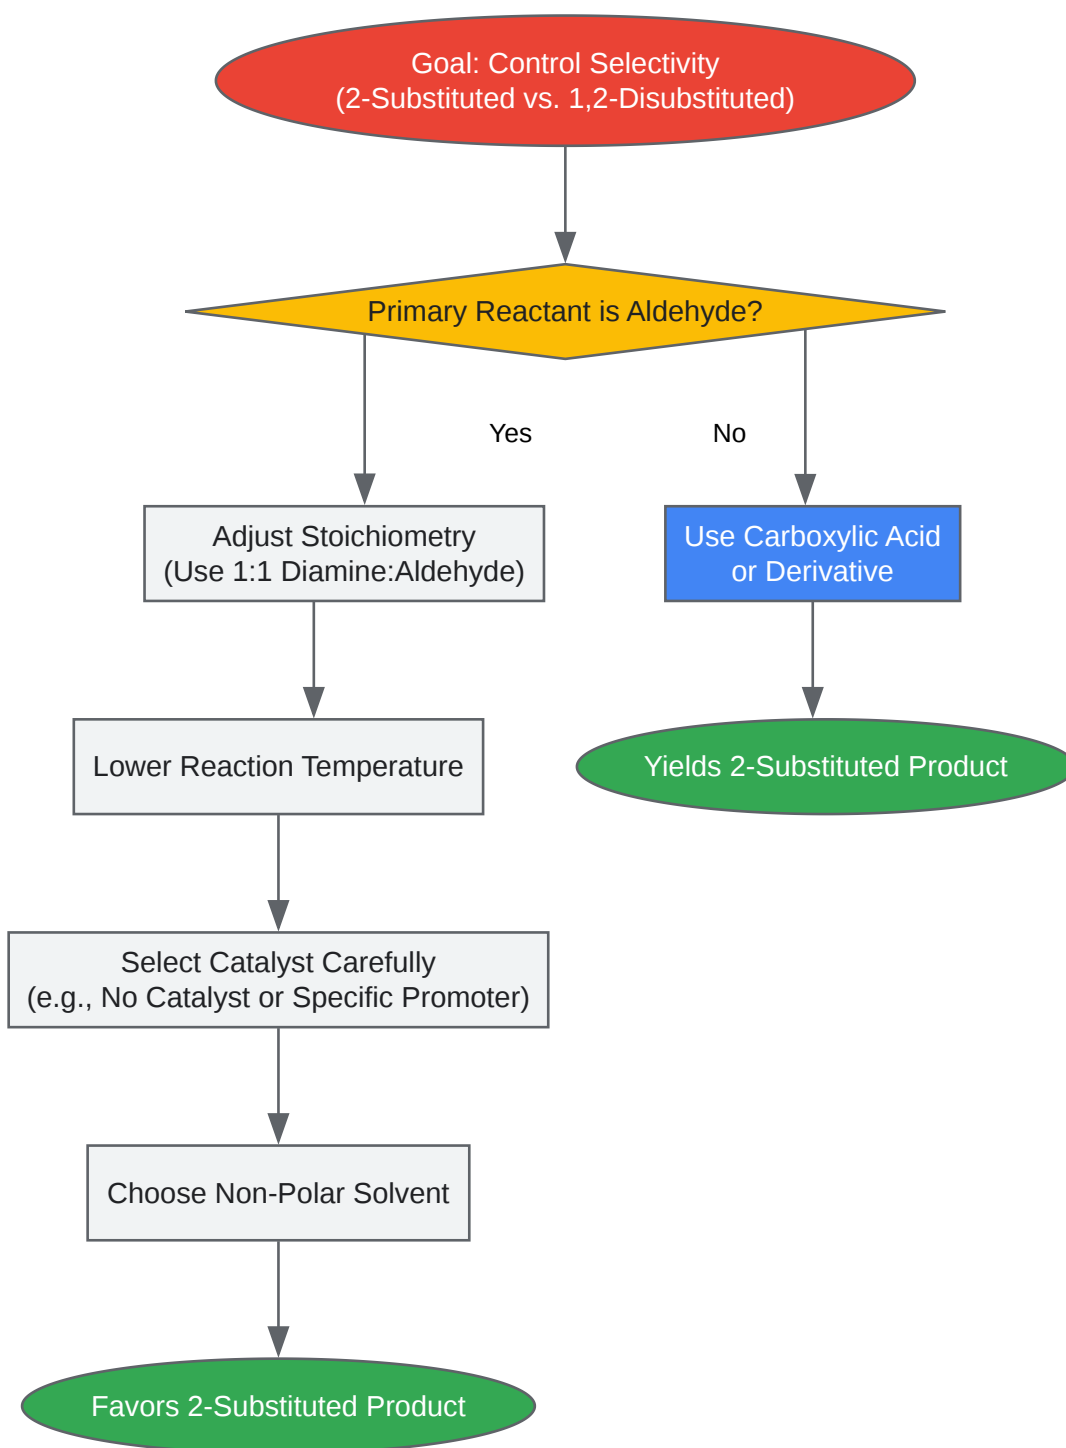 Goal: Control Selectivity
(2-Substituted vs. 1,2-Disubstituted)
Primary Reactant is Aldehyde?
Yes
No
Adjust Stoichiometry
(Use 1:1 Diamine:Aldehyde)
Use Carboxylic Acid
or Derivative
Lower Reaction Temperature
Yields 2-Substituted Product
Select Catalyst Carefully
(e.g., No Catalyst or Specific Promoter)
Choose Non-Polar Solvent
Favors 2-Substituted Product